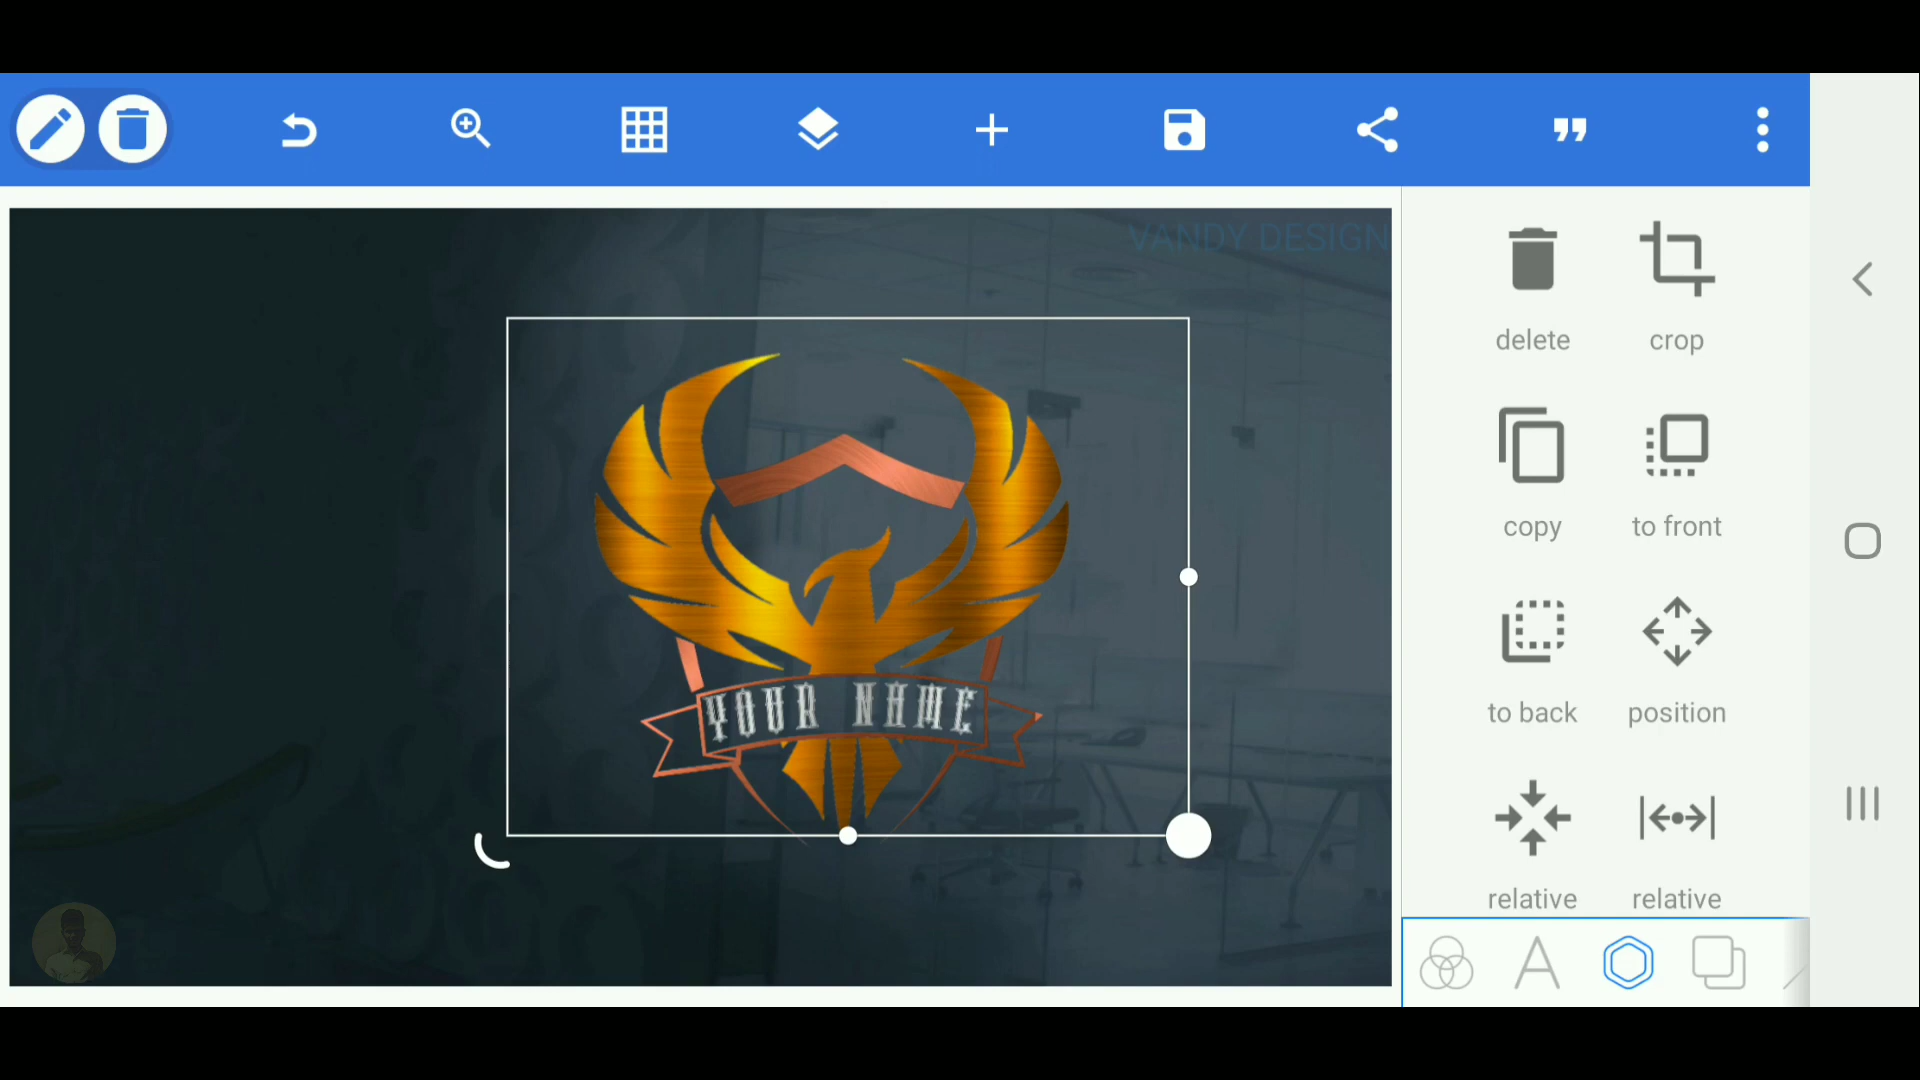 VANDY DESIGN
YOUR NAME
delete
crop
copy
to front
to back
position
relative
relative